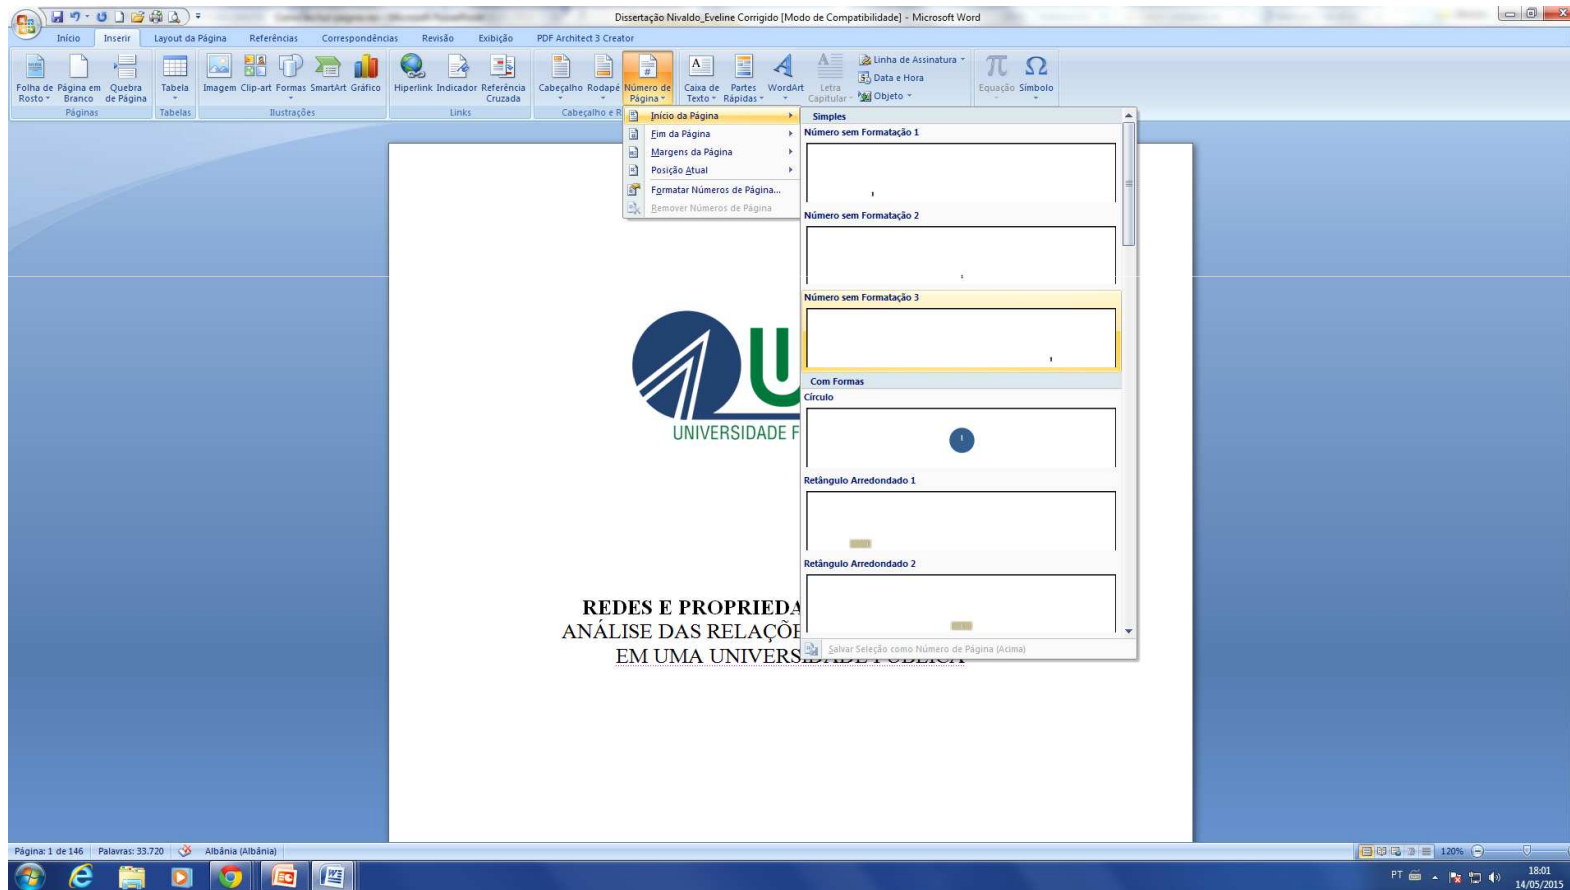 Dissertação Nivaldo_Eveline Corrigido [Modo de Compatibilidade] - Microsoft Word
Início Inserir Layout da Página Referências Correspondências Revisão Exibição PDF Architect 3 Creator
Folha de Rosto
Página em Branco
Quebra de Página
Tabela
Imagem
Clip-art
Formas
SmartArt
Gráfico
Hiperlink
Indicador
Referência Cruzada
Cabeçalho
Rodapé
Número de Página
Caixa de Texto
Partes Rápidas
WordArt
Letra Capitular
Linha de Assinatura
Data e Hora
Objeto
Equação
Símbolo
Páginas Tabelas Ilustrações Links Cabeçalho e R
Início da Página
Fim da Página
Margens da Página
Posição Atual
Formatar Números de Página...
Remover Números de Página
Simples
Número sem Formatação 1
Número sem Formatação 2
Número sem Formatação 3
Com Formas
Círculo
1
Retângulo Arredondado 1
Retângulo Arredondado 2
Salvar Seleção como Número de Página (Acima)
U
UNIVERSIDADE F
REDES E PROPRIEDA
ANÁLISE DAS RELAÇÕE
EM UMA UNIVERSIDADE PÚBLICA
Página: 1 de 146 Palavras: 33.720 Albânia (Albânia) 120%
PT 18:01
14/05/2015